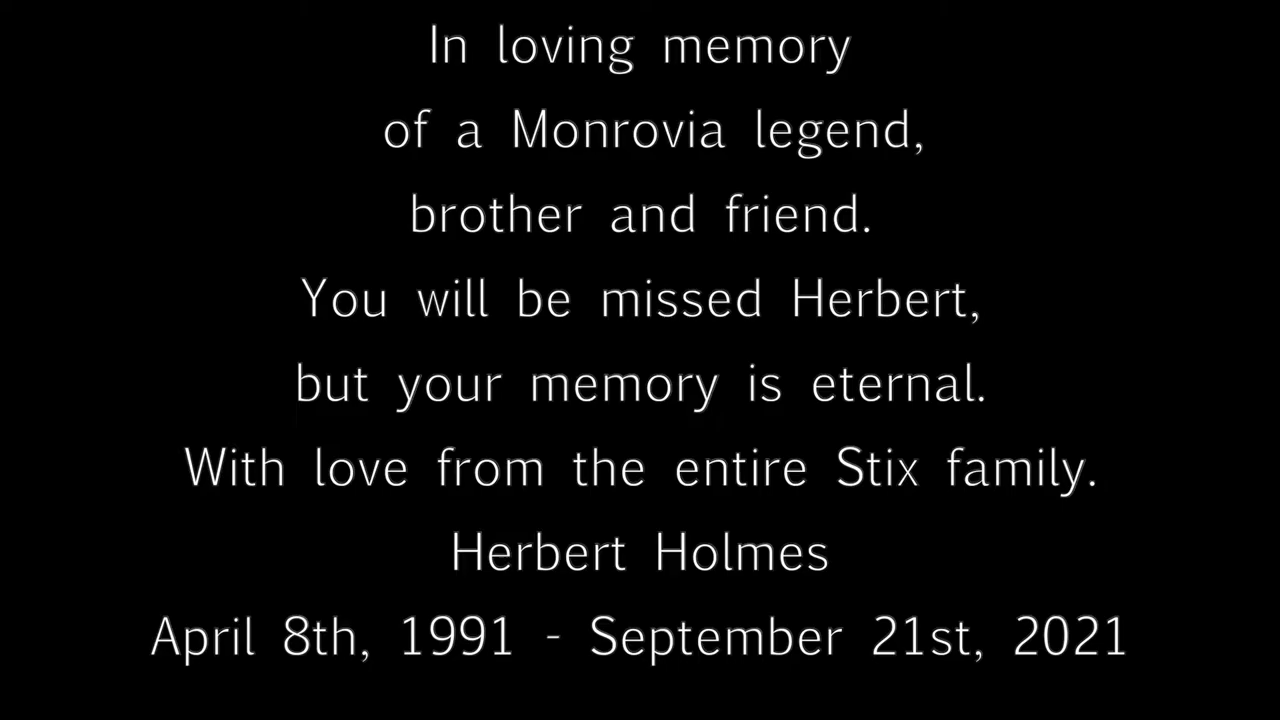 In loving memory
of a Monrovia legend,
brother and friend.
You will be missed Herbert,
but your memory is eternal.
With love from the entire Stix family.
Herbert Holmes
April 8th, 1991 - September 21st, 2021